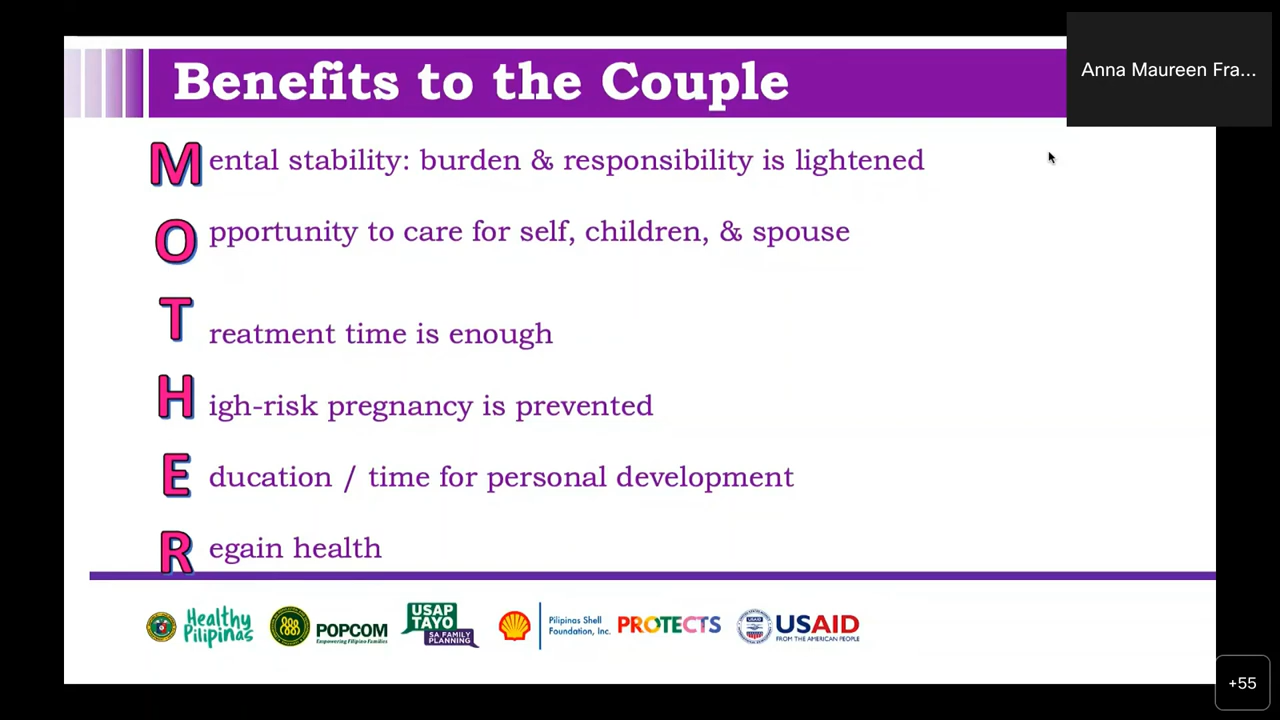 Benefits to the Couple
Anna Maureen Fra...
Mental stability: burden & responsibility is lightened
Opportunity to care for self, children, & spouse
Treatment time is enough
High-risk pregnancy is prevented
Education / time for personal development
Regain health
Healthy Pilipinas
POPCOM
Empowering Filipino Families
USAP TAYO
SA FAMILY PLANNING
Pilipinas Shell Foundation, Inc.
PROTECTS
USAID
FROM THE AMERICAN PEOPLE
+55